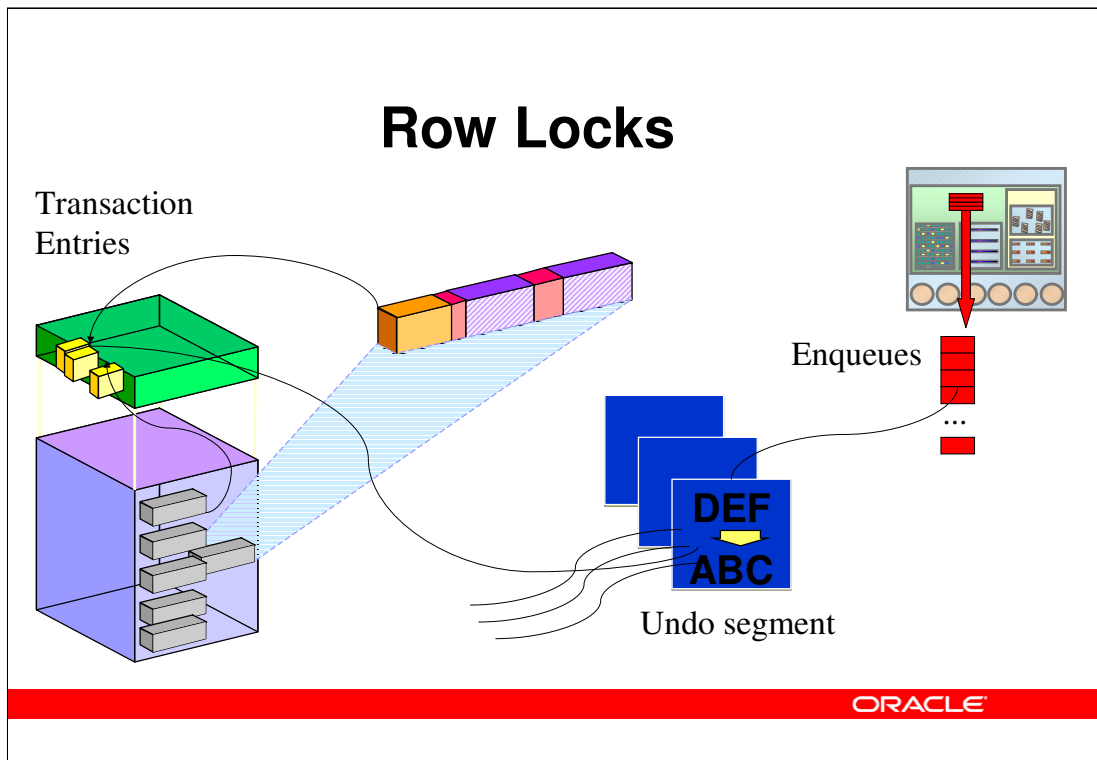 Row Locks
Transaction
Entries
Enqueues
...
DEF
ABC
Undo segment
ORACLE